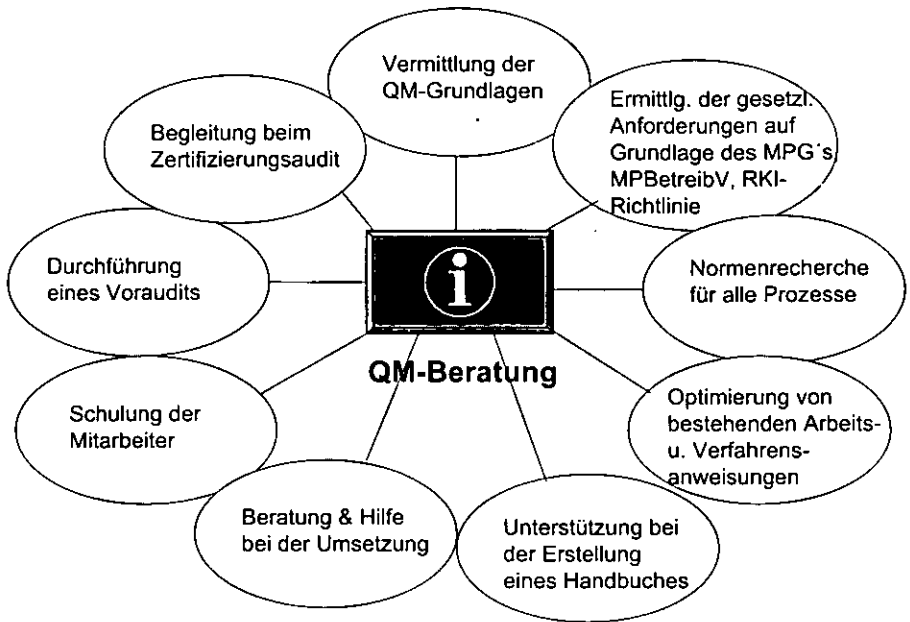 Vermittlung der
QM-Grundlagen
Ermittlg. der gesetzl.
Anforderungen auf
Grundlage des MPG´s,
MPBetreibV, RKI-
Richtlinie
Normenrecherche
für alle Prozesse
Optimierung von
bestehenden Arbeits-
u. Verfahrens-
anweisungen
Unterstützung bei
der Erstellung
eines Handbuches
Beratung & Hilfe
bei der Umsetzung
Schulung der
Mitarbeiter
Durchführung
eines Voraudits
Begleitung beim
Zertifizierungsaudit
i
QM-Beratung